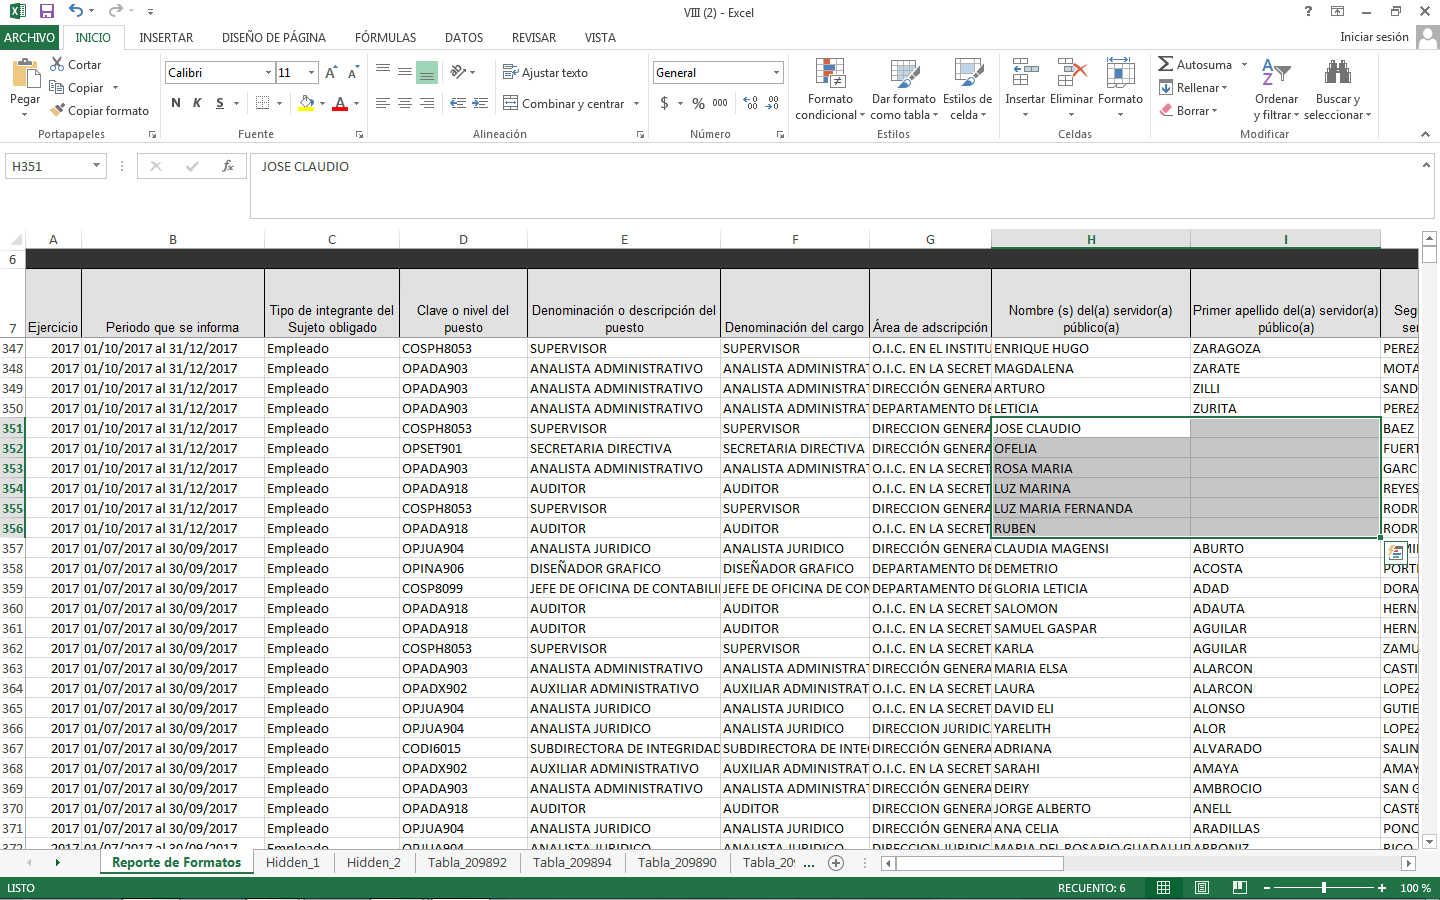 VIII (2) - Excel
ARCHIVO INICIO INSERTAR DISEÑO DE PÁGINA FÓRMULAS DATOS REVISAR VISTA Iniciar sesión
Pegar Cortar Copiar Copiar formato Portapapeles
Calibri 11 N K S A A A Fuente
Ajustar texto Combinar y centrar Alineación
General $ % 000 Número
Formato condicional Dar formato como tabla Estilos de celda Estilos
Insertar Eliminar Formato Celdas
Autosuma Rellenar Borrar Ordenar y filtrar Buscar y seleccionar Modificar
H351 fx JOSE CLAUDIO
A B C D E F G H I
6
7 Ejercicio Periodo que se informa Tipo de integrante del Sujeto obligado Clave o nivel del puesto Denominación o descripción del puesto Denominación del cargo Área de adscripción Nombre (s) del(a) servidor(a) público(a) Primer apellido del(a) servidor(a) público(a) Seg ser
347 2017 01/10/2017 al 31/12/2017 Empleado COSPH8053 SUPERVISOR SUPERVISOR O.I.C. EN EL INSTITU ENRIQUE HUGO ZARAGOZA PEREZ
348 2017 01/10/2017 al 31/12/2017 Empleado OPADA903 ANALISTA ADMINISTRATIVO ANALISTA ADMINISTRAT O.I.C. EN LA SECRET MAGDALENA ZARATE MOTA
349 2017 01/10/2017 al 31/12/2017 Empleado OPADA903 ANALISTA ADMINISTRATIVO ANALISTA ADMINISTRAT DIRECCIÓN GENERA ARTURO ZILLI SAND
350 2017 01/10/2017 al 31/12/2017 Empleado OPADA903 ANALISTA ADMINISTRATIVO ANALISTA ADMINISTRAT DEPARTAMENTO DE LETICIA ZURITA PEREZ
351 2017 01/10/2017 al 31/12/2017 Empleado COSPH8053 SUPERVISOR SUPERVISOR DIRECCION GENERA JOSE CLAUDIO BAEZ
352 2017 01/10/2017 al 31/12/2017 Empleado OPSET901 SECRETARIA DIRECTIVA SECRETARIA DIRECTIVA DIRECCIÓN GENERA OFELIA FUERT
353 2017 01/10/2017 al 31/12/2017 Empleado OPADA903 ANALISTA ADMINISTRATIVO ANALISTA ADMINISTRAT O.I.C. EN LA SECRET ROSA MARIA GARC
354 2017 01/10/2017 al 31/12/2017 Empleado OPADA918 AUDITOR AUDITOR O.I.C. EN LA SECRET LUZ MARINA REYES
355 2017 01/10/2017 al 31/12/2017 Empleado COSPH8053 SUPERVISOR SUPERVISOR DIRECCION GENERA LUZ MARIA FERNANDA RODR
356 2017 01/10/2017 al 31/12/2017 Empleado OPADA918 AUDITOR AUDITOR O.I.C. EN LA SECRET RUBEN RODR
357 2017 01/07/2017 al 30/09/2017 Empleado OPJUA904 ANALISTA JURIDICO ANALISTA JURIDICO DIRECCIÓN GENERA CLAUDIA MAGENSI ABURTO
358 2017 01/07/2017 al 30/09/2017 Empleado OPINA906 DISEÑADOR GRAFICO DISEÑADOR GRAFICO DEPARTAMENTO DE DEMETRIO ACOSTA PORT
359 2017 01/07/2017 al 30/09/2017 Empleado COSP8099 JEFE DE OFICINA DE CONTABILI JEFE DE OFICINA DE CON DEPARTAMENTO DE GLORIA LETICIA ADAD DORA
360 2017 01/07/2017 al 30/09/2017 Empleado OPADA918 AUDITOR AUDITOR O.I.C. EN LA SECRET SALOMON ADAUTA HERN
361 2017 01/07/2017 al 30/09/2017 Empleado OPADA918 AUDITOR AUDITOR O.I.C. EN LA SECRET SAMUEL GASPAR AGUILAR HERN
362 2017 01/07/2017 al 30/09/2017 Empleado COSPH8053 SUPERVISOR SUPERVISOR O.I.C. EN LA SECRET KARLA AGUILAR ZAMU
363 2017 01/07/2017 al 30/09/2017 Empleado OPADA903 ANALISTA ADMINISTRATIVO ANALISTA ADMINISTRAT DIRECCIÓN GENERA MARIA ELSA ALARCON CASTI
364 2017 01/07/2017 al 30/09/2017 Empleado OPADX902 AUXILIAR ADMINISTRATIVO AUXILIAR ADMINISTRAT O.I.C. EN LA SECRET LAURA ALARCON LOPEZ
365 2017 01/07/2017 al 30/09/2017 Empleado OPJUA904 ANALISTA JURIDICO ANALISTA JURIDICO O.I.C. EN LA SECRET DAVID ELI ALONSO GUTIE
366 2017 01/07/2017 al 30/09/2017 Empleado OPJUA904 ANALISTA JURIDICO ANALISTA JURIDICO DIRECCION JURIDIC YARELITH ALOR LOPEZ
367 2017 01/07/2017 al 30/09/2017 Empleado CODI6015 SUBDIRECTORA DE INTEGRIDAD SUBDIRECTORA DE INTE DIRECCIÓN GENERA ADRIANA ALVARADO SALIN
368 2017 01/07/2017 al 30/09/2017 Empleado OPADX902 AUXILIAR ADMINISTRATIVO AUXILIAR ADMINISTRAT O.I.C. EN LA SECRET SARAHI AMAYA AMAY
369 2017 01/07/2017 al 30/09/2017 Empleado OPADA903 ANALISTA ADMINISTRATIVO ANALISTA ADMINISTRAT DIRECCIÓN GENERA DEIRY AMBROCIO SAN G
370 2017 01/07/2017 al 30/09/2017 Empleado OPADA918 AUDITOR AUDITOR DIRECCION GENERA JORGE ALBERTO ANELL CASTE
371 2017 01/07/2017 al 30/09/2017 Empleado OPJUA904 ANALISTA JURIDICO ANALISTA JURIDICO DIRECCIÓN GENERA ANA CELIA ARADILLAS PONC
372 2017 01/07/2017 al 30/09/2017 Empleado OPJUA904 ANALISTA JURIDICO ANALISTA JURIDICO MARIA DEL ROSARIO GUADALUP ARRONIZ RICO
Reporte de Formatos Hidden_1 Hidden_2 Tabla_209892 Tabla_209894 Tabla_209890 Tabla_209 ...
LISTO RECUENTO: 6 100 %